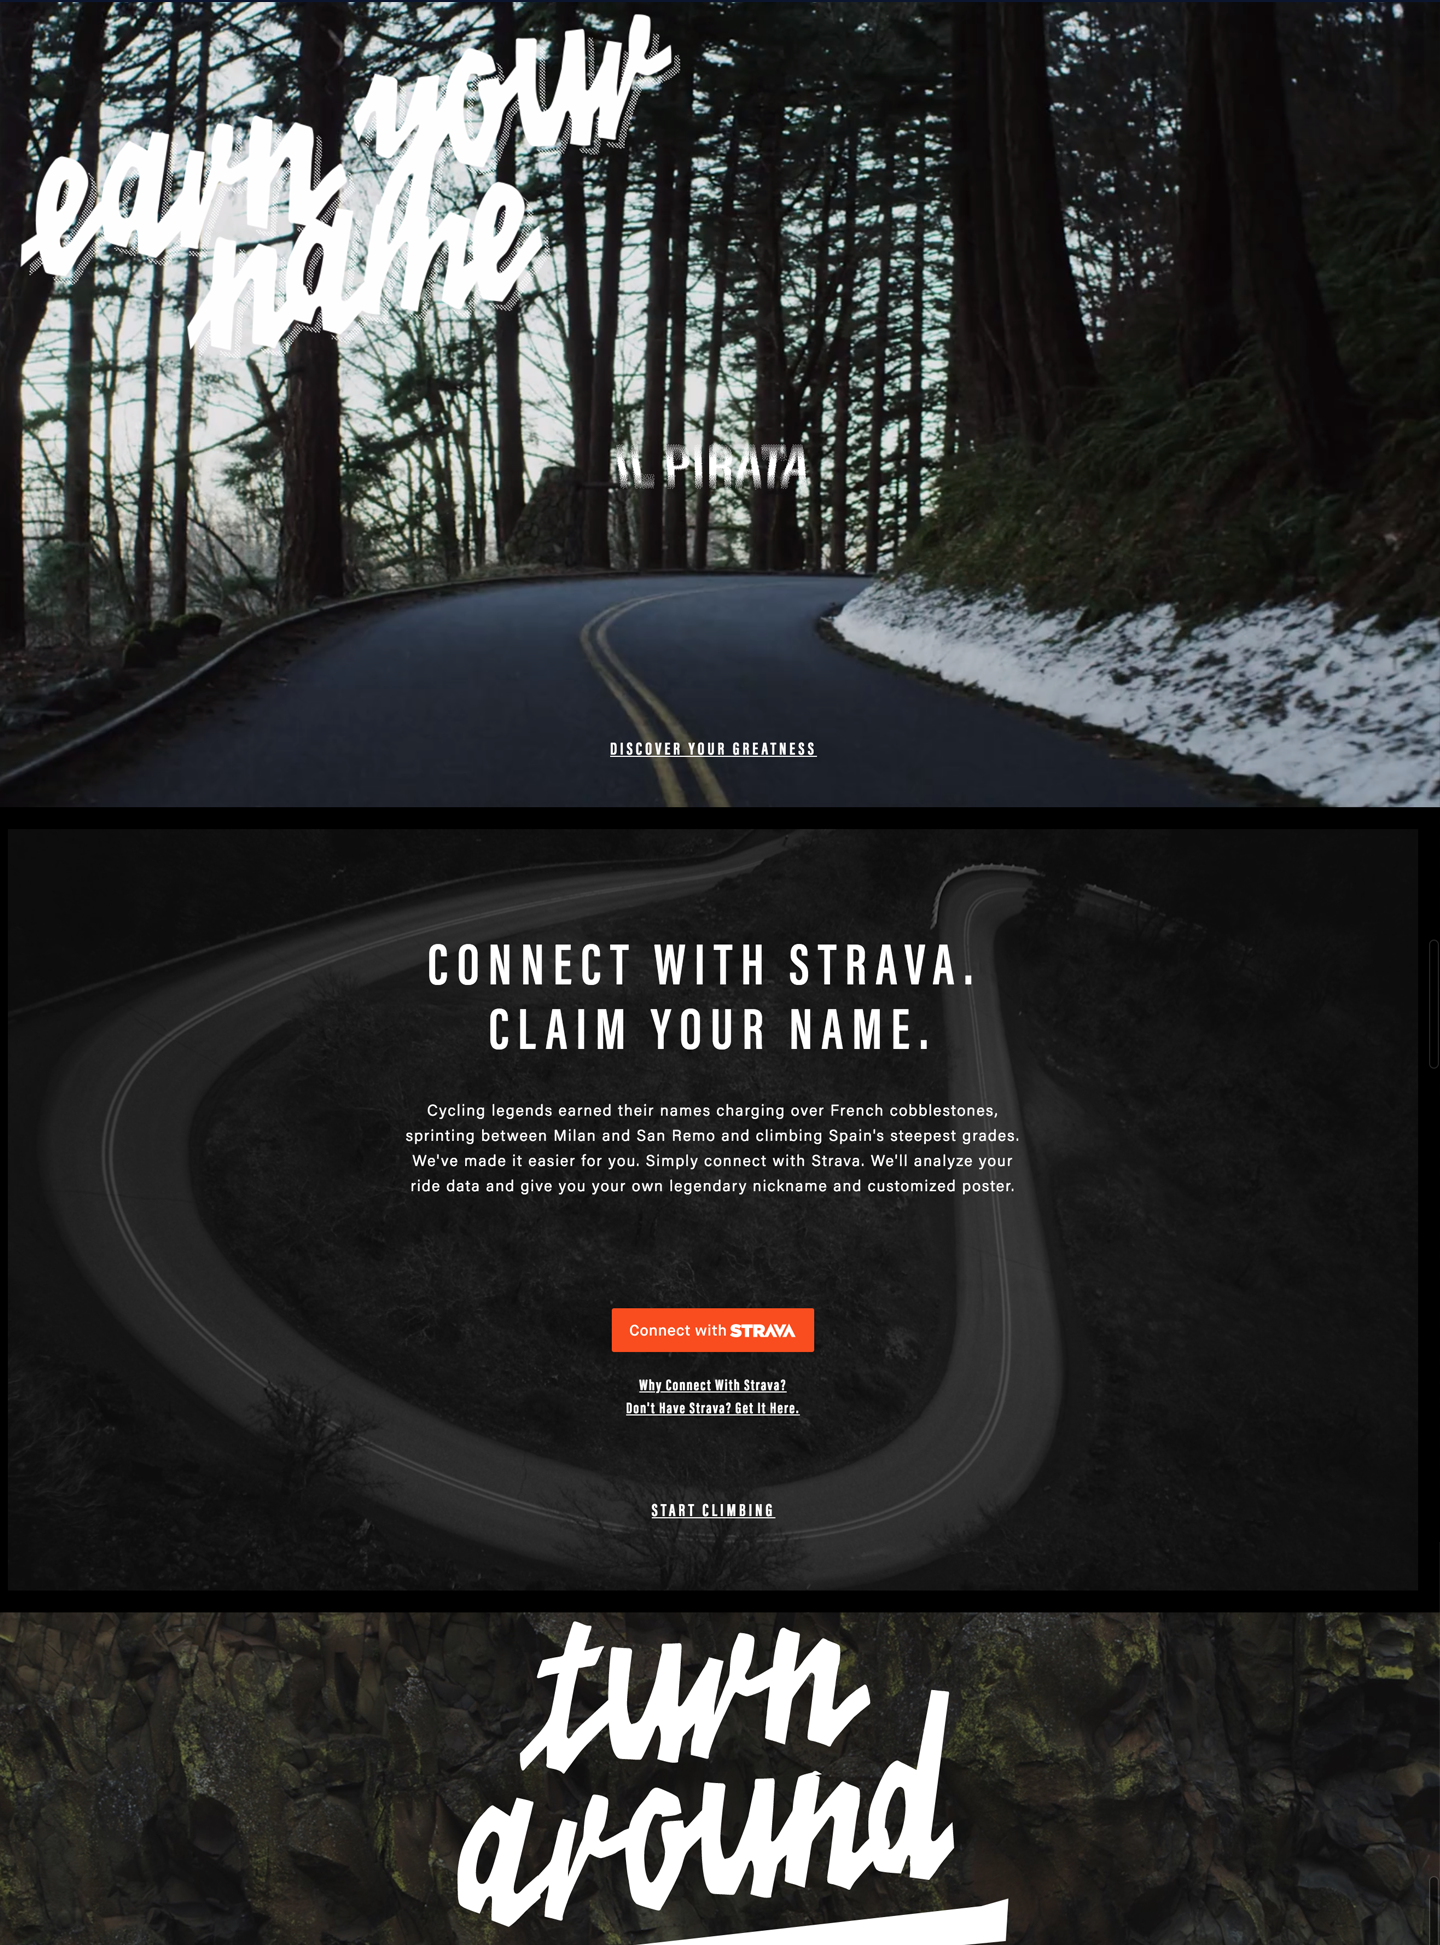 earn your
name
IL PIRATA
DISCOVER YOUR GREATNESS
CONNECT WITH STRAVA.
CLAIM YOUR NAME.
Cycling legends earned their names charging over French cobblestones,
sprinting between Milan and San Remo and climbing Spain's steepest grades.
We've made it easier for you. Simply connect with Strava. We'll analyze your
ride data and give you your own legendary nickname and customized poster.
Connect with STRAVA
Why Connect With Strava?
Don't Have Strava? Get It Here.
START CLIMBING
turn
around